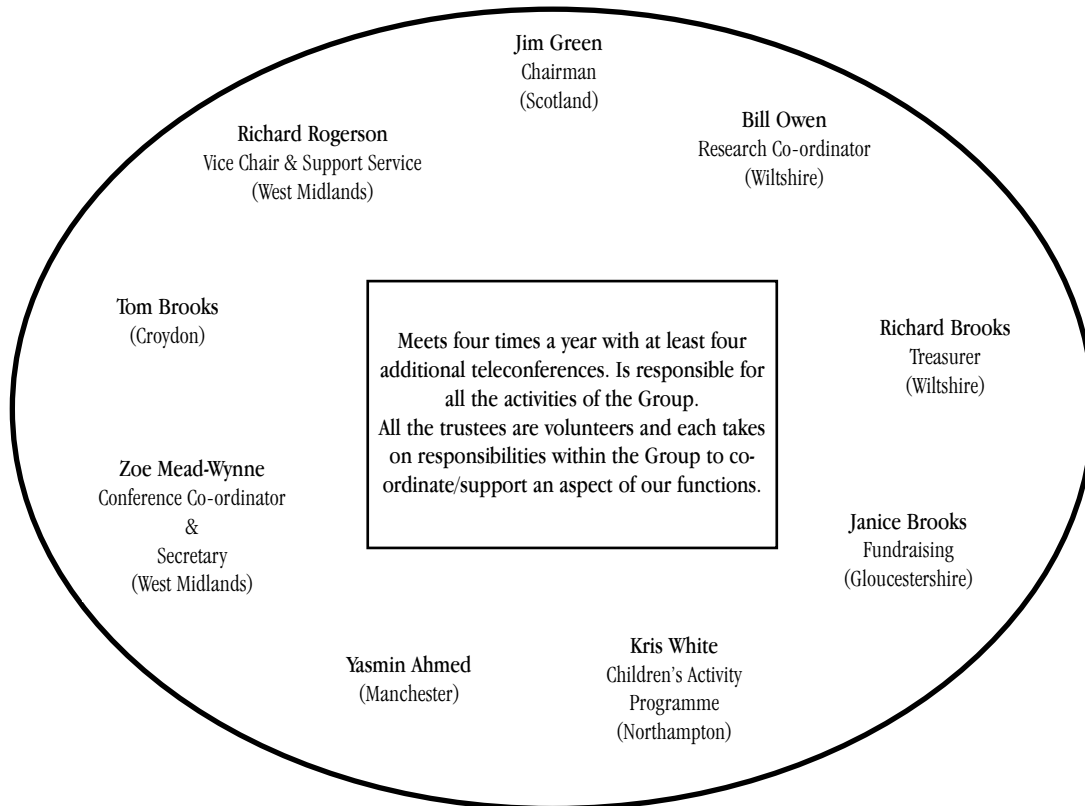 Jim Green
Chairman
(Scotland)
Bill Owen
Research Co-ordinator
(Wiltshire)
Richard Rogerson
Vice Chair & Support Service
(West Midlands)
Tom Brooks
(Croydon)
Meets four times a year with at least four
additional teleconferences. Is responsible for
all the activities of the Group.
All the trustees are volunteers and each takes
on responsibilities within the Group to co-
ordinate/support an aspect of our functions.
Richard Brooks
Treasurer
(Wiltshire)
Zoe Mead-Wynne
Conference Co-ordinator
&
Secretary
(West Midlands)
Janice Brooks
Fundraising
(Gloucestershire)
Yasmin Ahmed
(Manchester)
Kris White
Children's Activity
Programme
(Northampton)